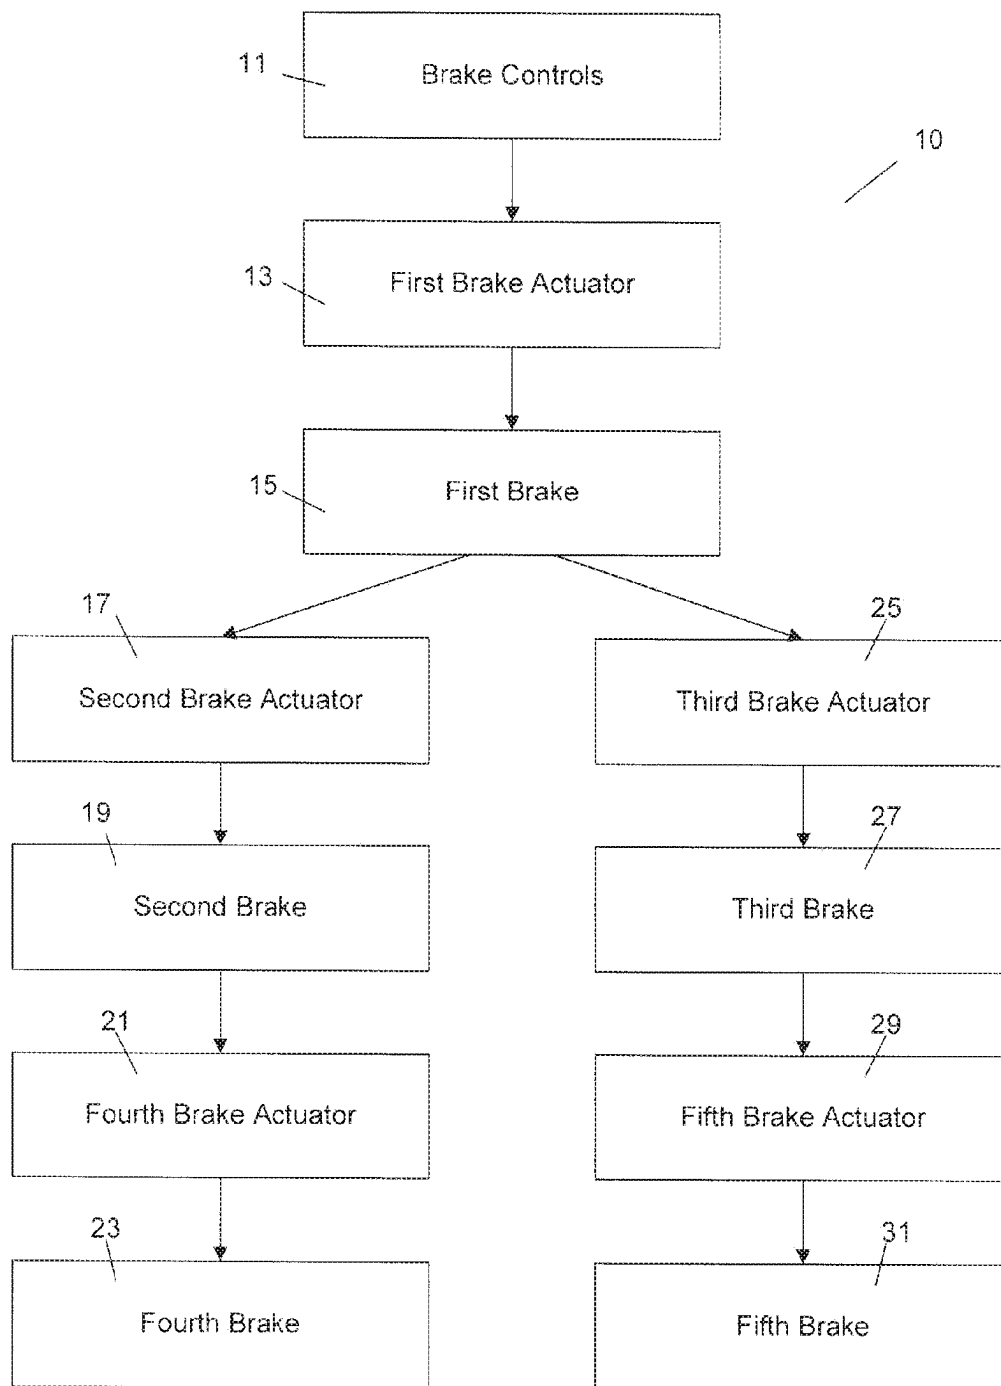 11
Brake Controls
10
13
First Brake Actuator
15
First Brake
17
25
Second Brake Actuator
Third Brake Actuator
19
27
Second Brake
Third Brake
21
29
Fourth Brake Actuator
Fifth Brake Actuator
23
31
Fourth Brake
Fifth Brake